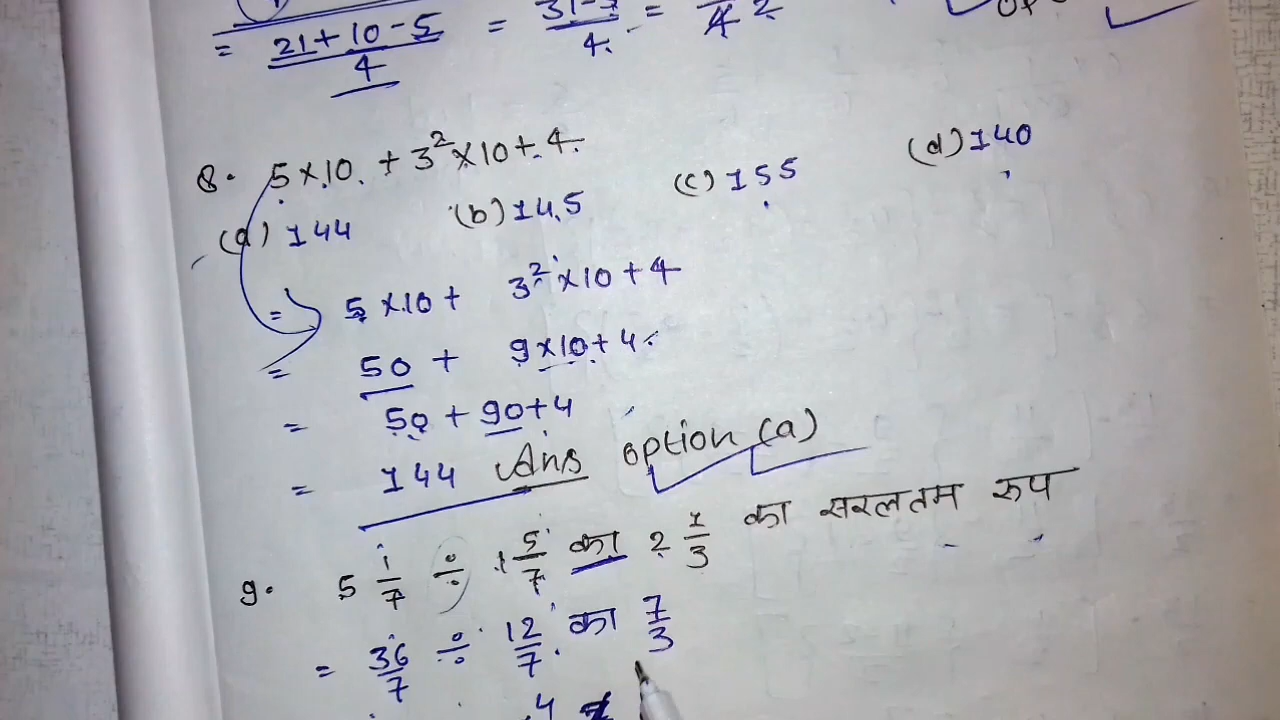 = 21+10-5/4 = 31-5/4 =
8. 5×10 + 3²×10+4
(a) 144 (b) 145 (c) 155 (d) 140
= 5×10 + 3²×10+4
= 50 + 9×10+4
= 50+90+4
= 144 Ans option (a)
9. 5 1/7 ÷ 1 5/7 का 2 1/3 का सरलतम रुप
= 36/7 ÷ 12/7 का 7/3
4